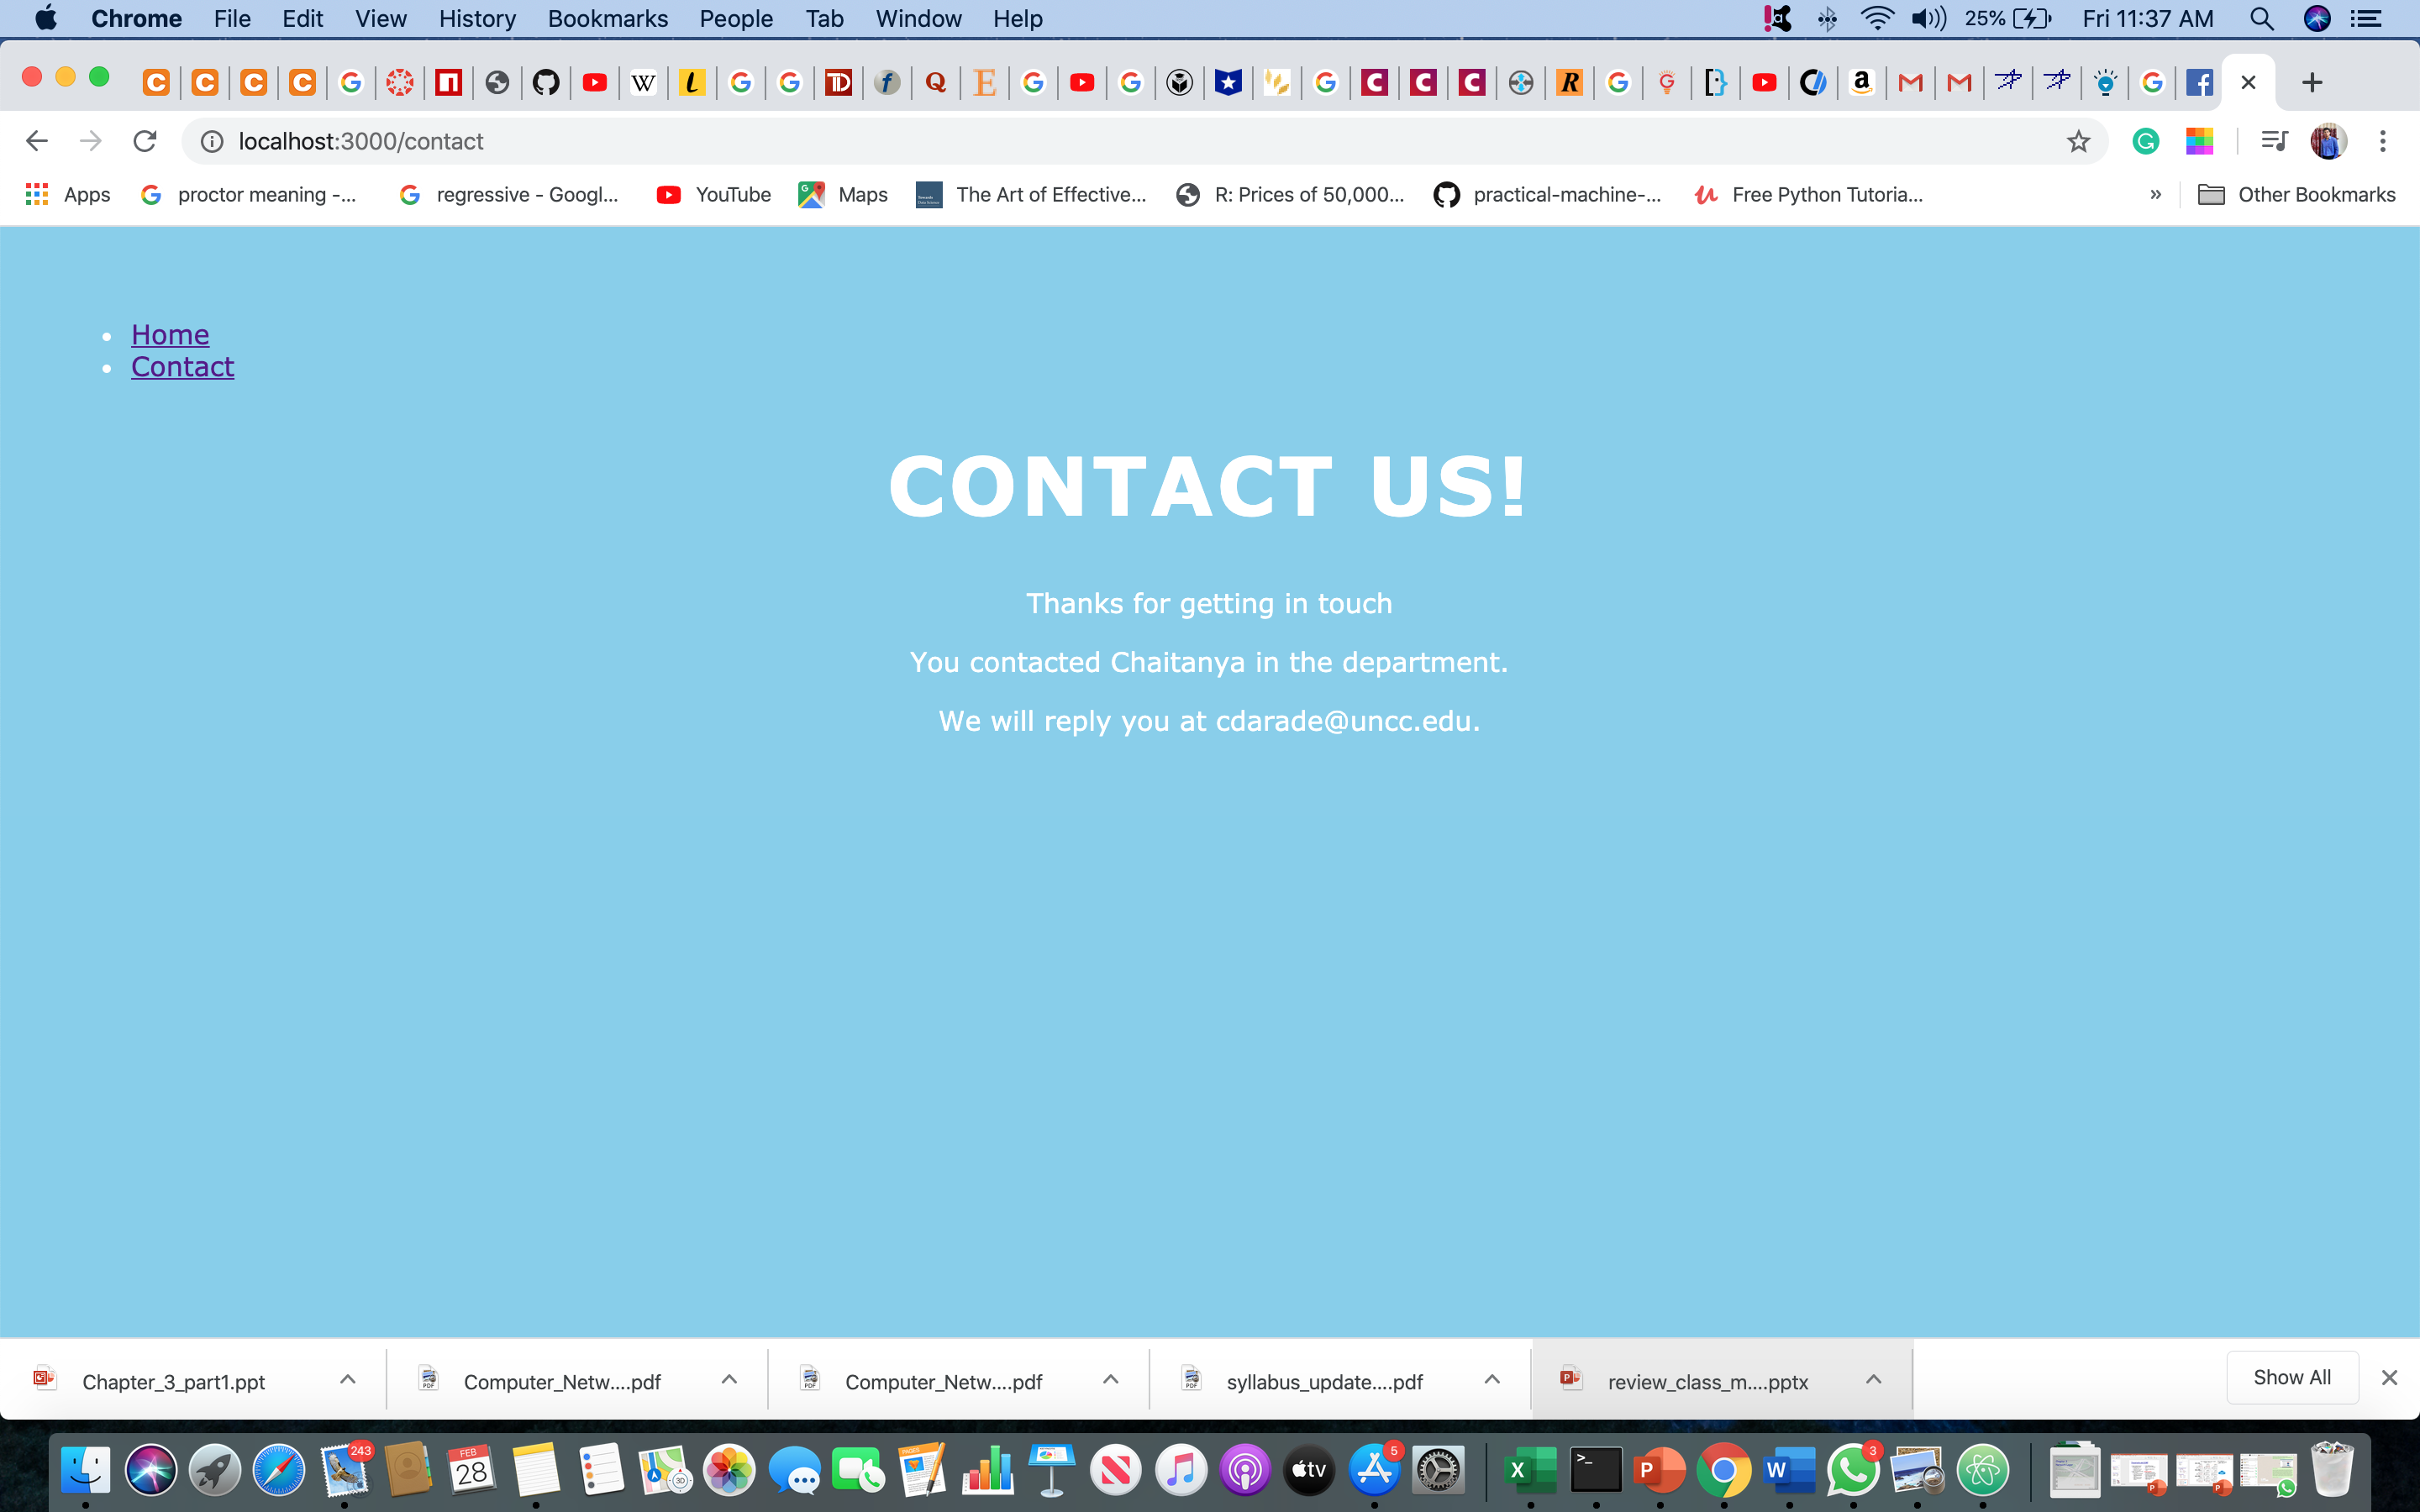 Chrome File Edit View History Bookmarks People Tab Window Help 25% Fri 11:37 AM
localhost:3000/contact
Apps proctor meaning -... regressive - Googl... YouTube Maps The Art of Effective... R: Prices of 50,000... practical-machine-... Free Python Tutoria... » Other Bookmarks
Home
Contact
CONTACT US!
Thanks for getting in touch
You contacted Chaitanya in the department.
We will reply you at cdarade@uncc.edu.
Chapter_3_part1.ppt Computer_Netw....pdf Computer_Netw....pdf syllabus_update....pdf review_class_m....pptx Show All
243 FEB 28 PAGES 3D tv 5 X >_ P W 3